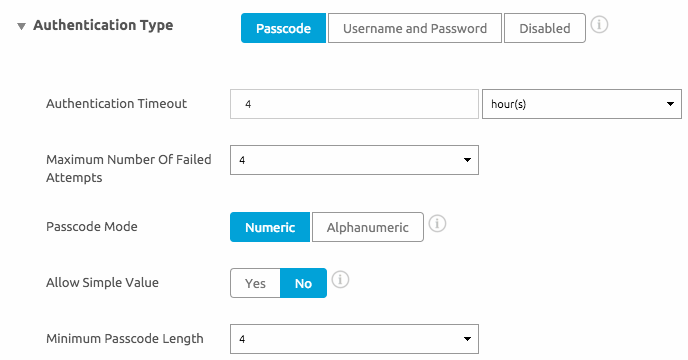 Authentication Type Passcode Username and Password Disabled
Authentication Timeout 4 hour(s)
Maximum Number Of Failed 4
Attempts
Passcode Mode Numeric Alphanumeric
Allow Simple Value Yes No
Minimum Passcode Length 4